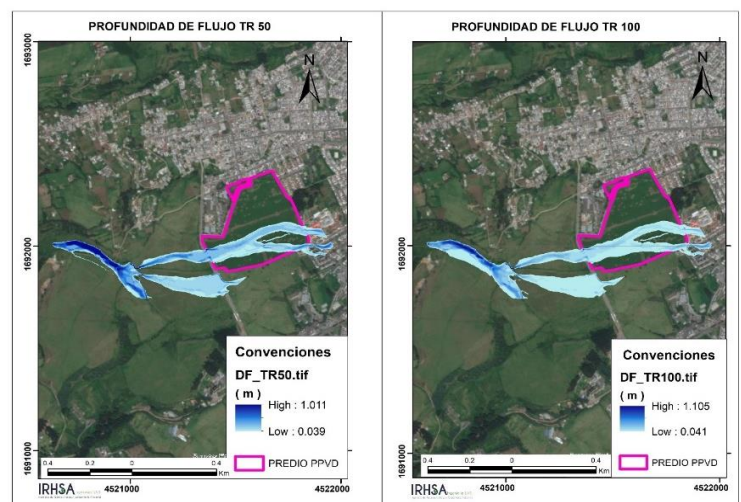 PROFUNDIDAD DE FLUJO TR 50
1693000
N
1692000
Convenciones
DF_TR50.tif
( m )
High : 1.011
Low : 0.039
PREDIO PPVD
1691000
0.4 0.2 0 0.4
Km
IRHSA
4521000 4522000
PROFUNDIDAD DE FLUJO TR 100
1693000
N
1692000
Convenciones
DF_TR100.tif
( m )
High : 1.105
Low : 0.041
PREDIO PPVD
1691000
0.4 0.2 0 0.4
Km
IRHSA
4521000 4522000